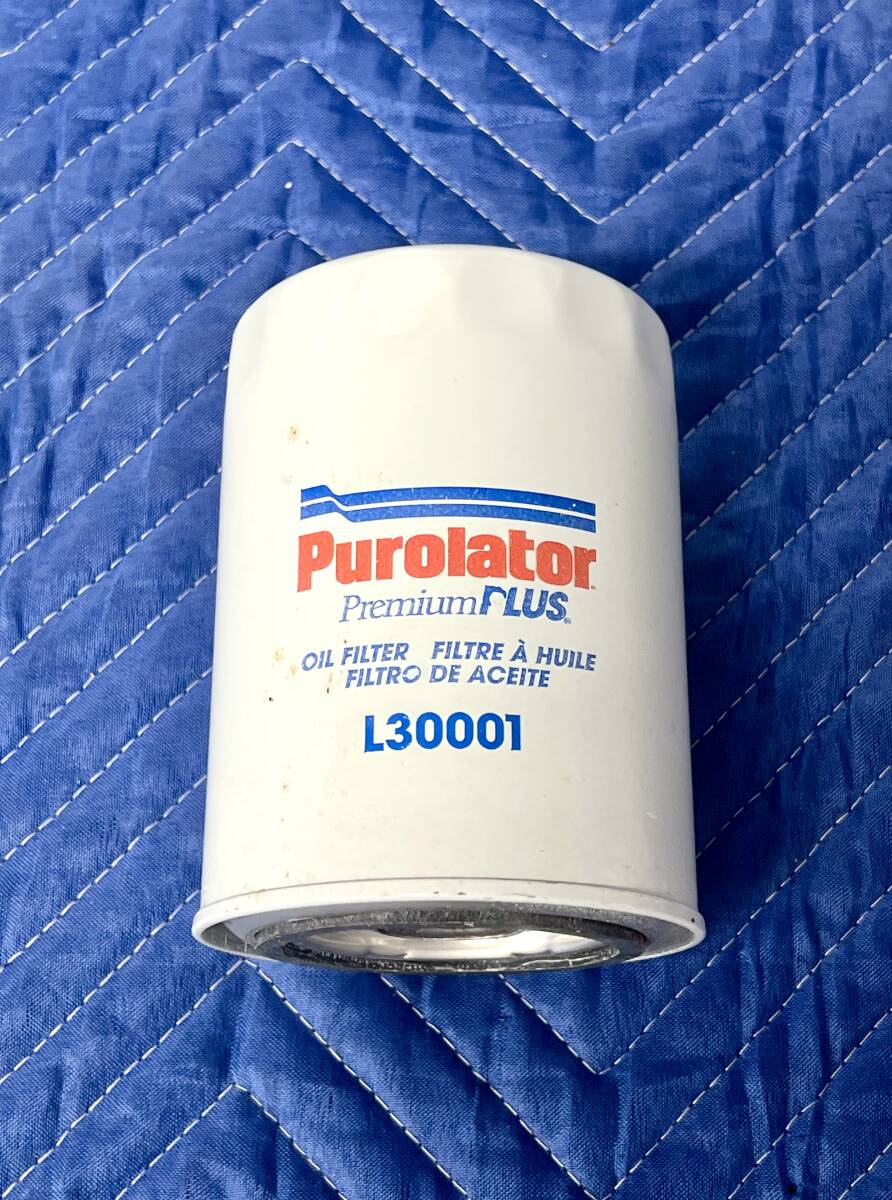 Purolator
PremiumPLUS®
OIL FILTER FILTRE À HUILE
FILTRO DE ACEITE
L30001